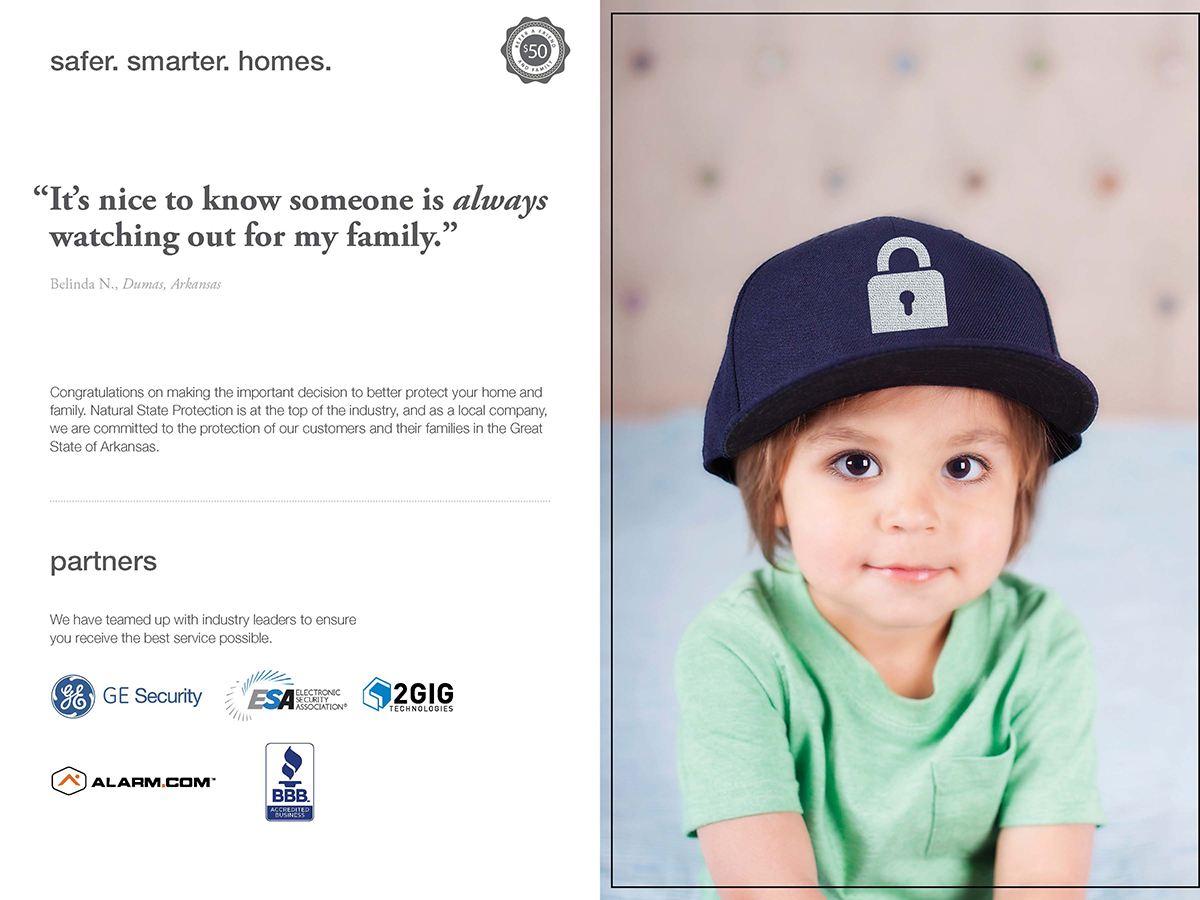 safer. smarter. homes.
REFER A FRIEND
$50
AND FAMILY
“It’s nice to know someone is always
watching out for my family.”
Belinda N., Dumas, Arkansas
Congratulations on making the important decision to better protect your home and
family. Natural State Protection is at the top of the industry, and as a local company,
we are committed to the protection of our customers and their families in the Great
State of Arkansas.
partners
We have teamed up with industry leaders to ensure
you receive the best service possible.
GE GE Security
ESA ELECTRONIC
SECURITY
ASSOCIATION®
2GIG
TECHNOLOGIES
ALARM.COM™
BBB.
ACCREDITED
BUSINESS